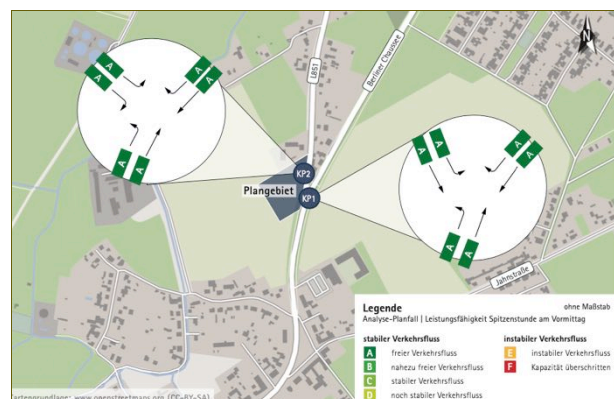 N
A
A
A
A
A
A
L851
Berliner Chaussee
A
A
A
A
A
A
KP2
Plangebiet
KP1
Jahnstraße
Legende
ohne Maßstab
Analyse-Planfall | Leistungsfähigkeit Spitzenstunde am Vormittag
stabiler Verkehrsfluss
instabiler Verkehrsfluss
A freier Verkehrsfluss
E instabiler Verkehrsfluss
B nahezu freier Verkehrsfluss
F Kapazität überschritten
C stabiler Verkehrsfluss
D noch stabiler Verkehrsfluss
Kartengrundlage: www.openstreetmaps.org (CC-BY-SA)